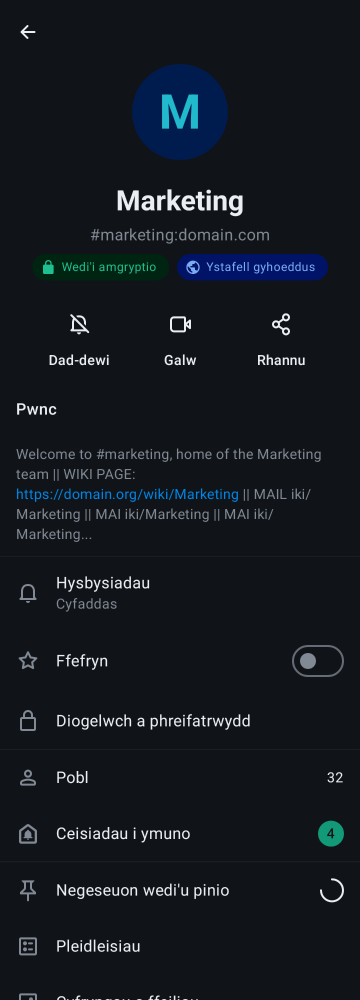 M
Marketing
#marketing:domain.com
Wedi'i amgryptio
Ystafell gyhoeddus
Dad-dewi
Galw
Rhannu
Pwnc
Welcome to #marketing, home of the Marketing
team || WIKI PAGE:
https://domain.org/wiki/Marketing || MAIL iki/
Marketing || MAI iki/Marketing || MAI iki/
Marketing...
Hysbysiadau
Cyfaddas
Ffefryn
Diogelwch a phreifatrwydd
Pobl 32
Ceisiadau i ymuno 4
Negeseuon wedi'u pinio
Pleidleisiau